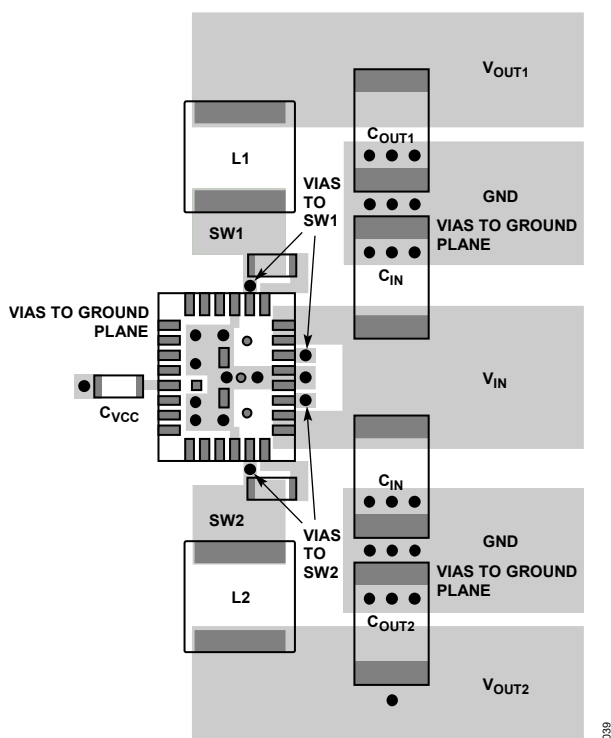 VOUT1
COUT1
L1
VIAS
TO
SW1
GND
VIAS TO GROUND
PLANE
SW1
CIN
VIAS TO GROUND
PLANE
VIN
CVCC
CIN
SW2
VIAS
TO
SW2
GND
VIAS TO GROUND
PLANE
L2
COUT2
VOUT2
039